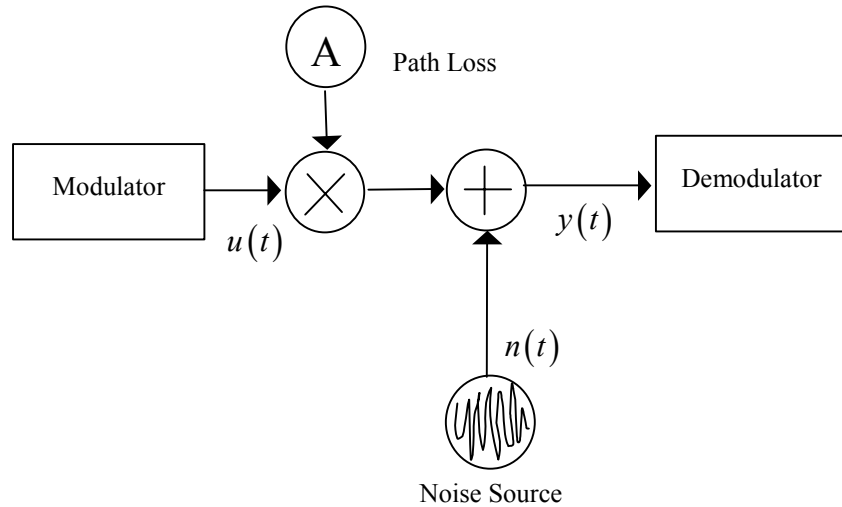 A
Path Loss
Modulator
Demodulator
u(t)
y(t)
n(t)
Noise Source